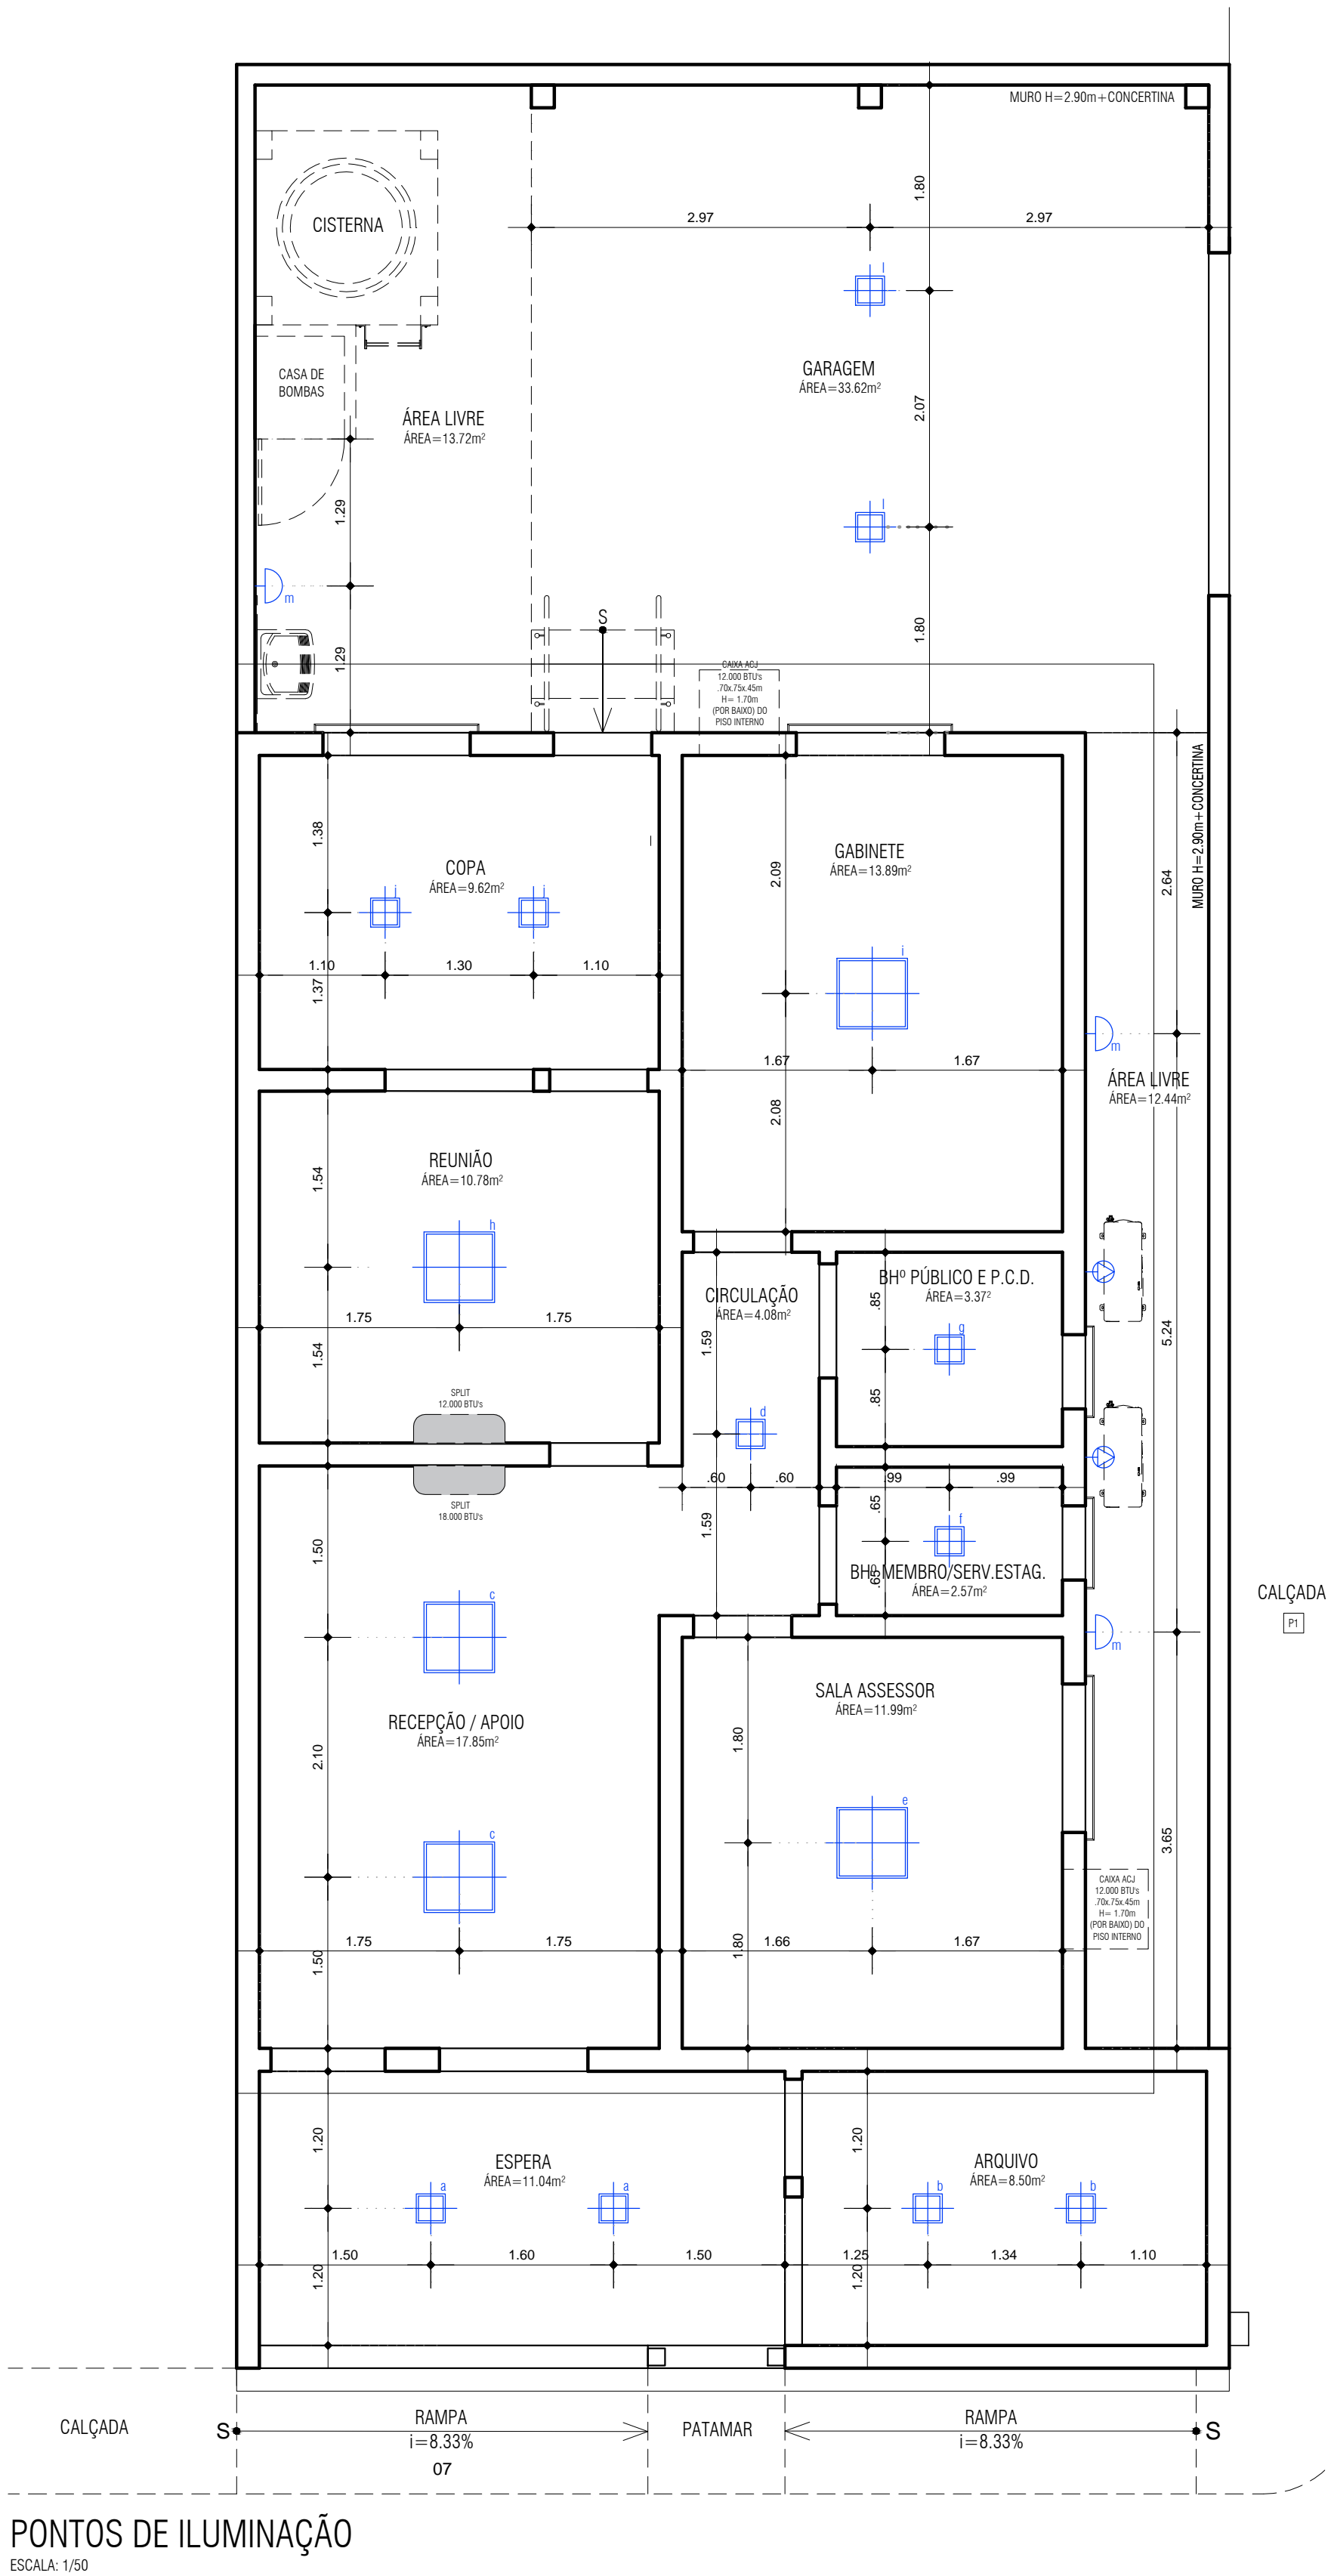 MURO H=2.90m+CONCERTINA
1.80
2.97
2.97
CISTERNA
l
GARAGEM
ÁREA=33.62m²
CASA DE
BOMBAS
2.07
ÁREA LIVRE
ÁREA=13.72m²
l
1.29
m
S
1.80
1.29
CAIXA ACJ
12.000 BTU's
.70x.75x.45m
H= 1.70m
(POR BAIXO) DO
PISO INTERNO
MURO H=2.90m+CONCERTINA
1.38
COPA
ÁREA=9.62m²
GABINETE
ÁREA=13.89m²
2.09
2.64
j
j
i
1.10
1.30
1.10
1.37
m
1.67
1.67
ÁREA LIVRE
ÁREA=12.44m²
2.08
REUNIÃO
ÁREA=10.78m²
1.54
h
BHº PÚBLICO E P.C.D.
ÁREA=3.37²
CIRCULAÇÃO
ÁREA=4.08m²
.85
1.75
1.75
g
1.59
5.24
1.54
SPLIT
12.000 BTU's
.85
d
.60
.60
.99
.99
SPLIT
18.000 BTU's
.65
1.59
f
1.50
BHº MEMBRO/SERV.ESTAG.
ÁREA=2.57m²
.65
c
m
CALÇADA
P1
SALA ASSESSOR
ÁREA=11.99m²
RECEPÇÃO / APOIO
ÁREA=17.85m²
1.80
2.10
e
c
3.65
CAIXA ACJ
12.000 BTU's
.70x.75x.45m
H= 1.70m
(POR BAIXO) DO
PISO INTERNO
1.75
1.75
1.66
1.67
1.50
1.80
1.20
ESPERA
ÁREA=11.04m²
1.20
ARQUIVO
ÁREA=8.50m²
a
a
b
b
1.50
1.60
1.50
1.25
1.34
1.10
1.20
1.20
CALÇADA
S
RAMPA
i=8.33%
07
PATAMAR
RAMPA
i=8.33%
S
PONTOS DE ILUMINAÇÃO
ESCALA: 1/50